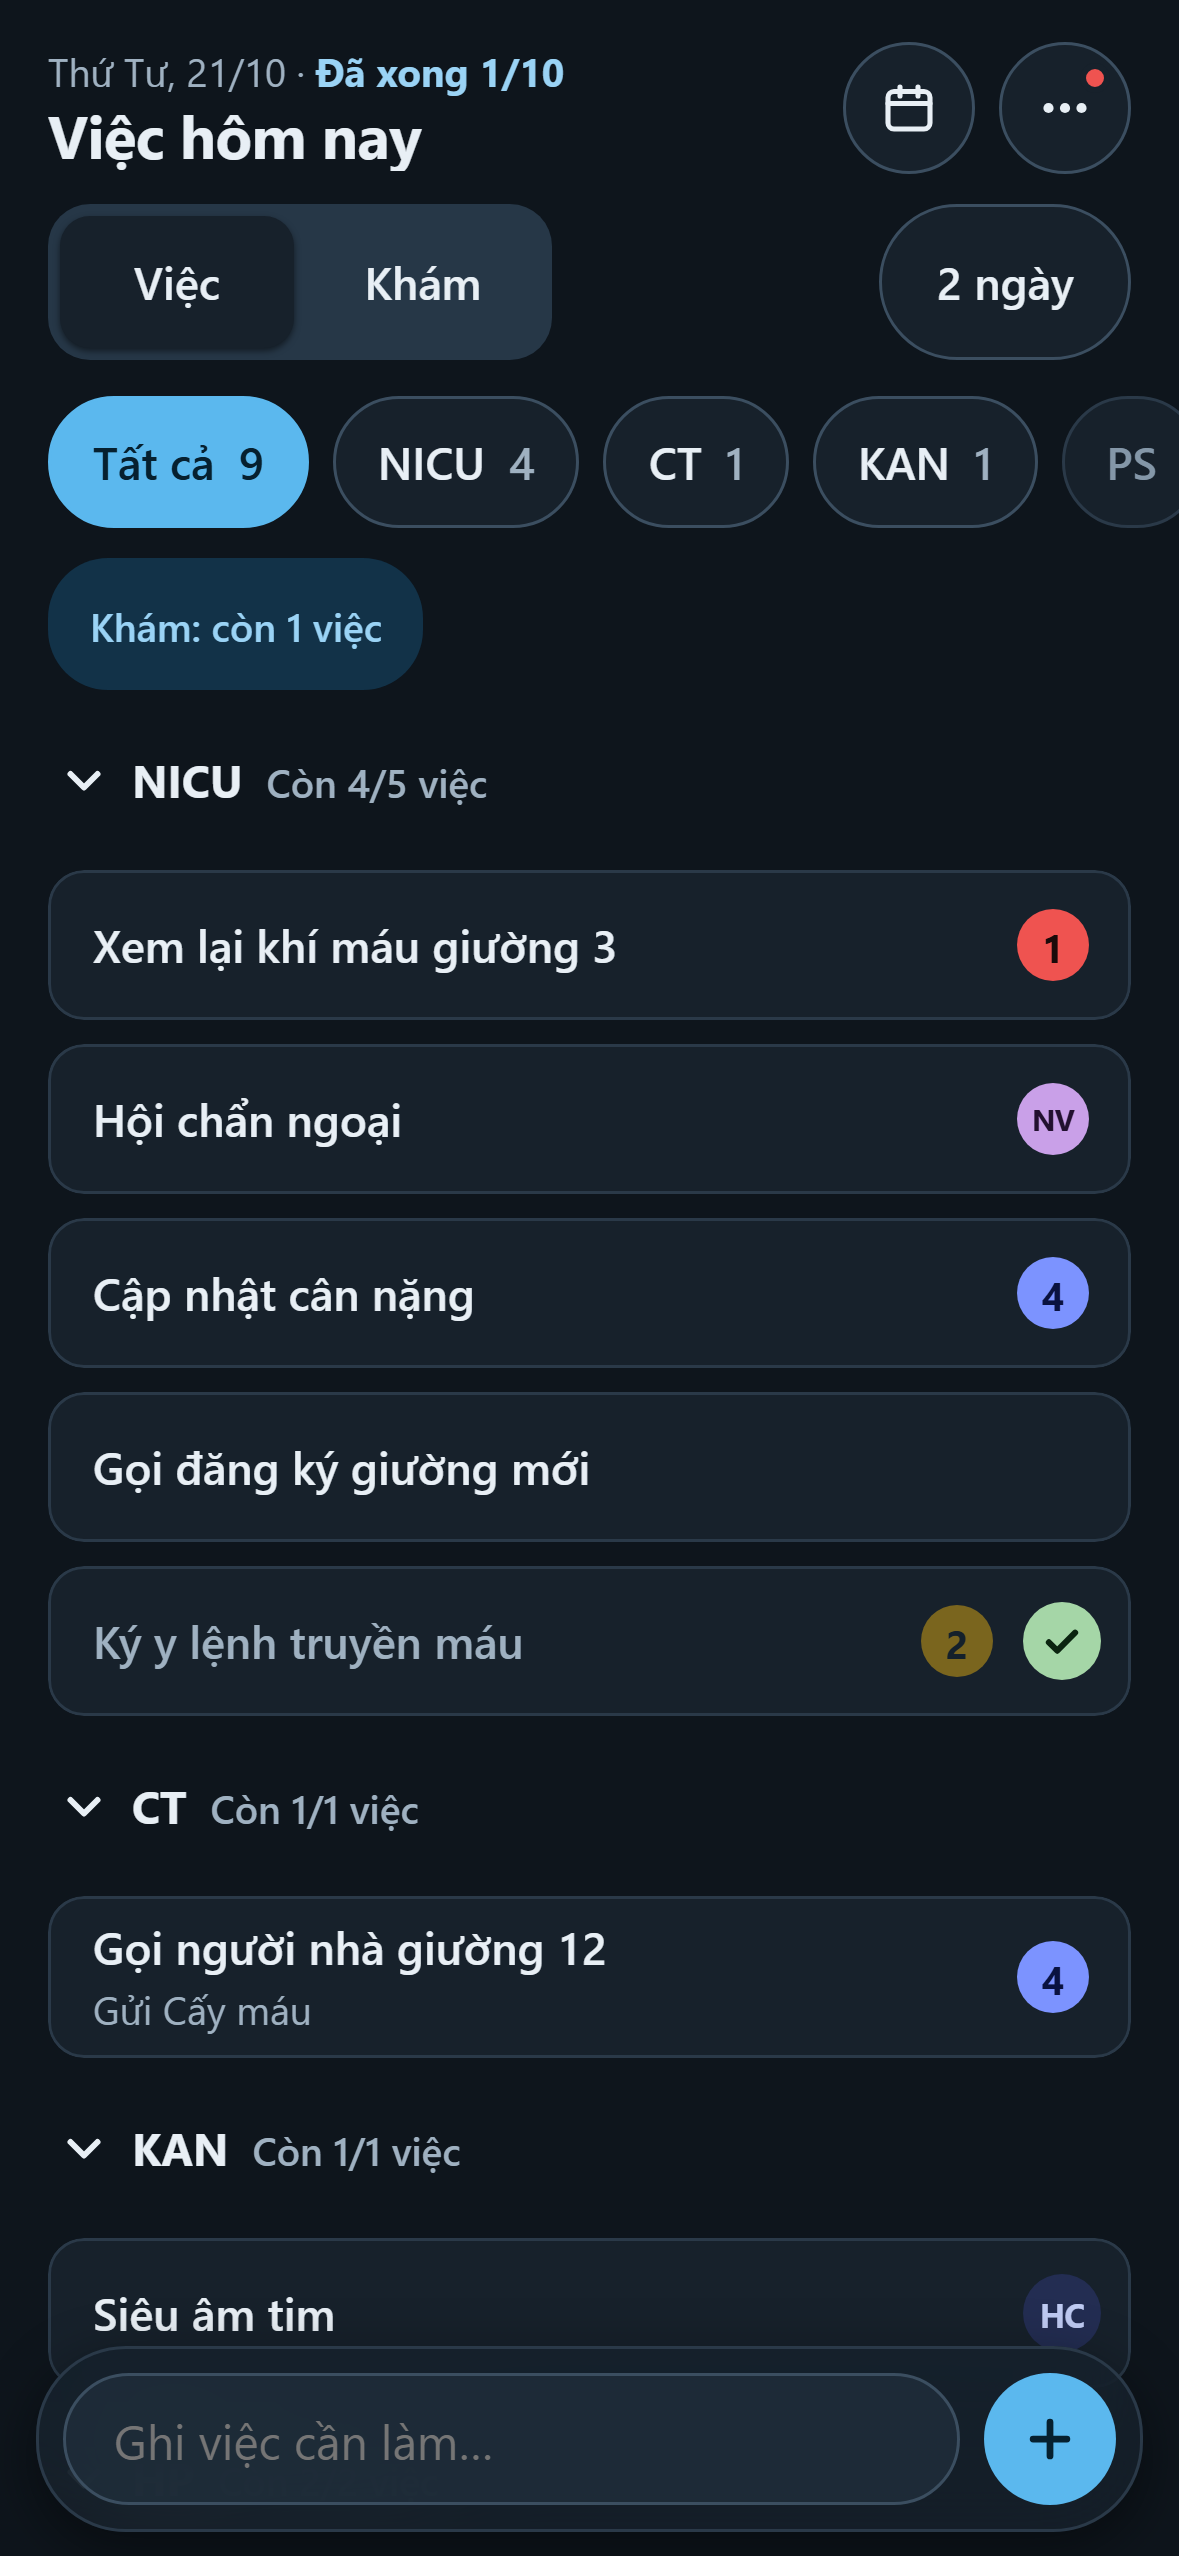 Thứ Tư, 21/10 · Đã xong 1/10
Việc hôm nay
Việc
Khám
2 ngày
Tất cả 9
NICU 4
CT 1
KAN 1
PS
Khám: còn 1 việc
NICU Còn 4/5 việc
Xem lại khí máu giường 3
1
Hội chẩn ngoại
NV
Cập nhật cân nặng
4
Gọi đăng ký giường mới
Ký y lệnh truyền máu
2
CT Còn 1/1 việc
Gọi người nhà giường 12
Gửi Cấy máu
4
KAN Còn 1/1 việc
Siêu âm tim
HC
Ghi việc cần làm...